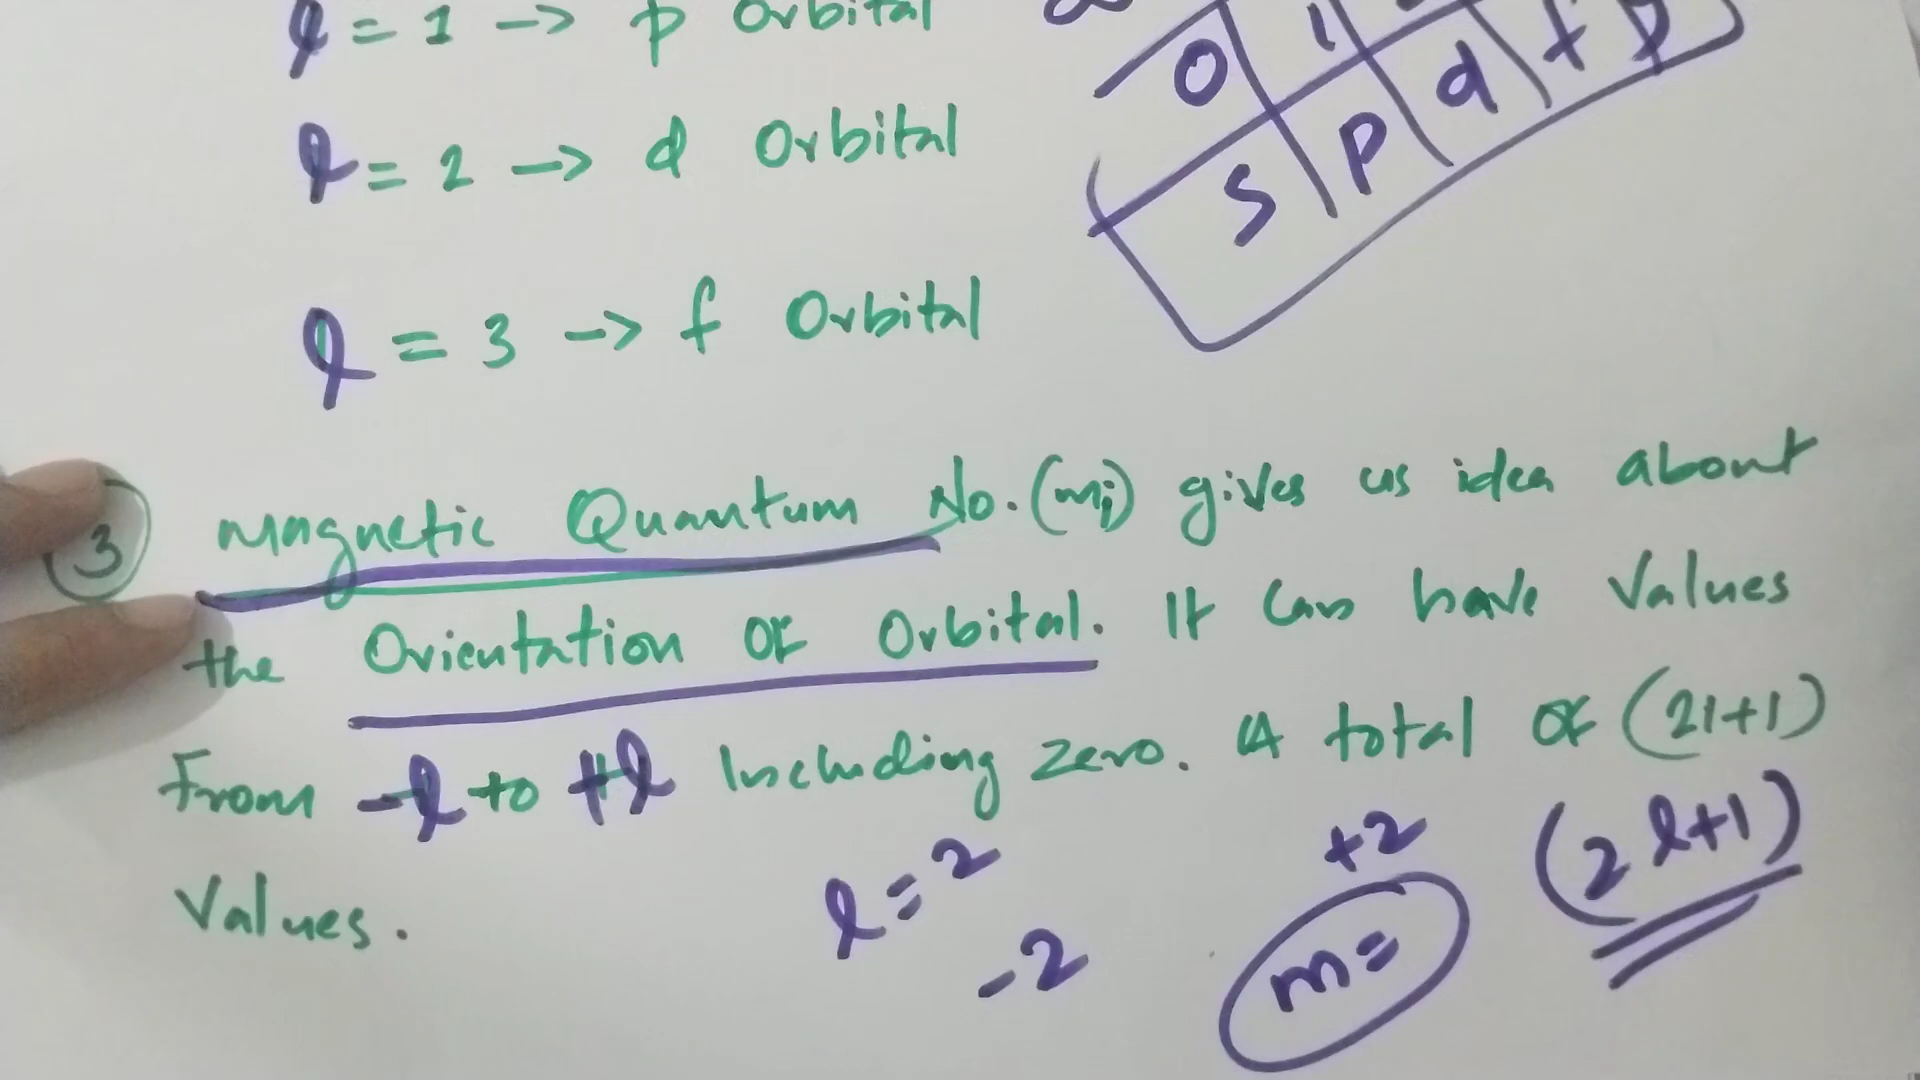 l = 1 -> p Orbital
l = 2 -> d Orbital
l = 3 -> f Orbital
0 1
S P d f
3 Magnetic Quantum No. (mi) gives us idea about
the Orientation of Orbital. It can have values
From -l to +l Including zero. A total of (2l+1)
Values.
l = 2
-2
+2
m=
(2l+1)